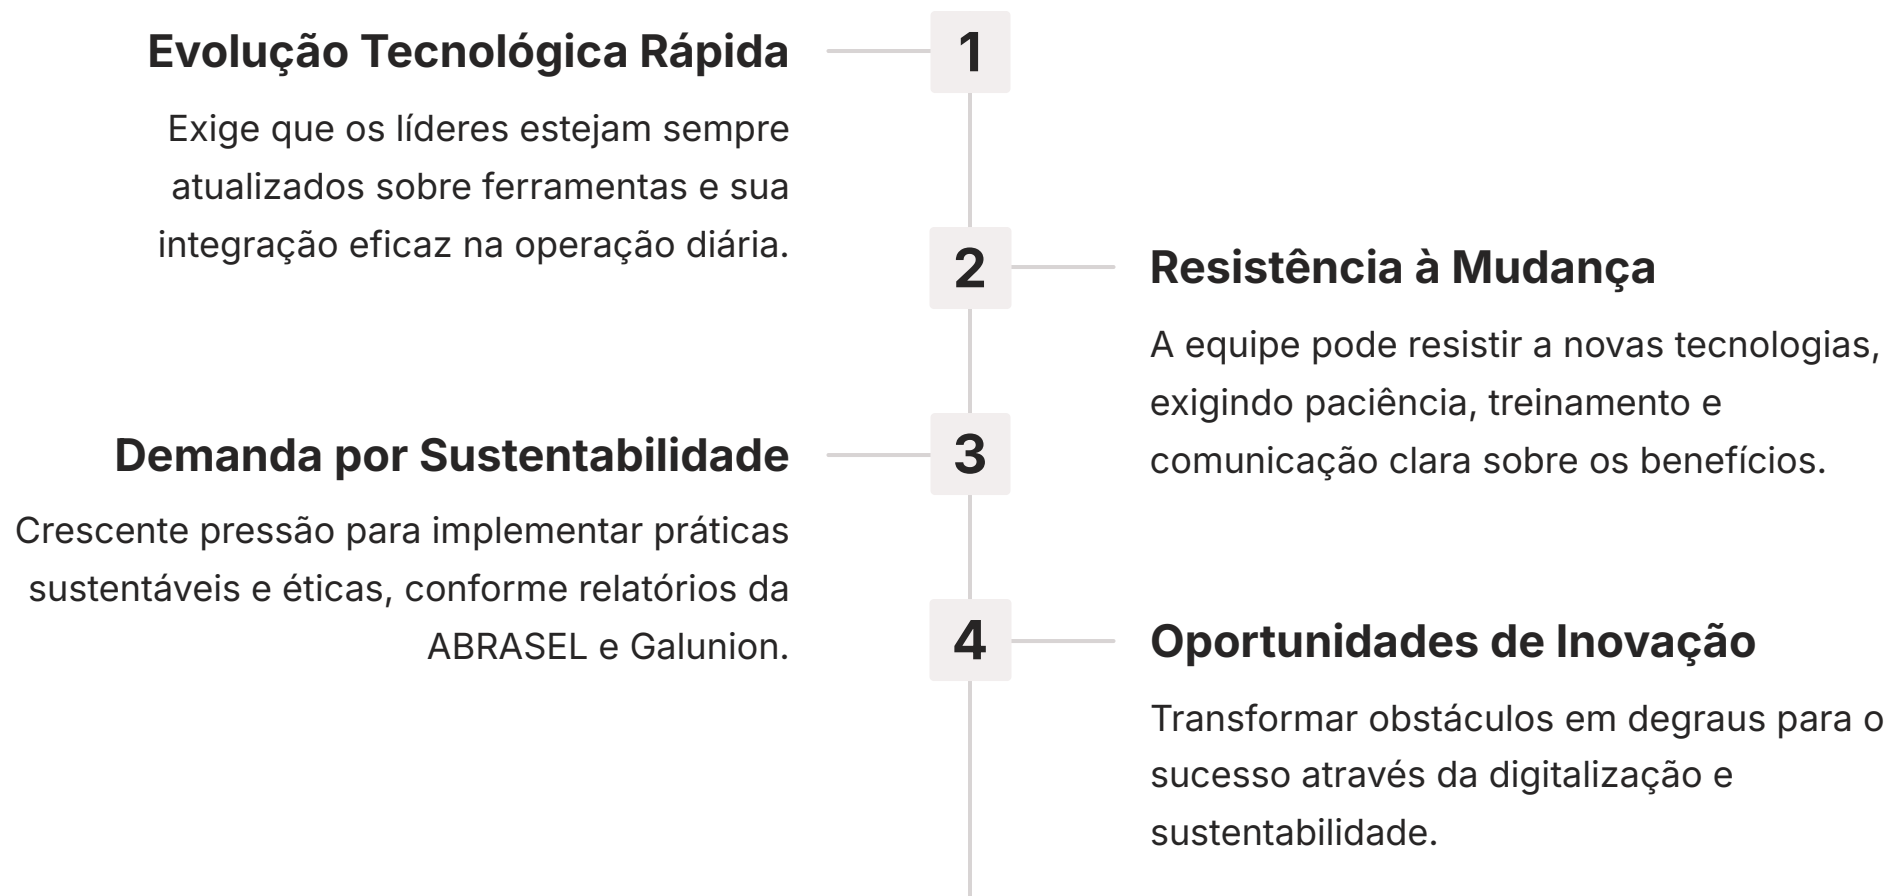 Evolução Tecnológica Rápida
1
Exige que os líderes estejam sempre
atualizados sobre ferramentas e sua
integração eficaz na operação diária.
2
Resistência à Mudança
A equipe pode resistir a novas tecnologias,
exigindo paciência, treinamento e
comunicação clara sobre os benefícios.
Demanda por Sustentabilidade
3
Crescente pressão para implementar práticas
sustentáveis e éticas, conforme relatórios da
ABRASEL e Galunion.
4
Oportunidades de Inovação
Transformar obstáculos em degraus para o
sucesso através da digitalização e
sustentabilidade.